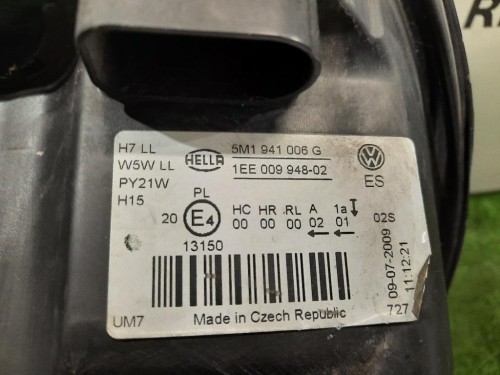 H7 LL
W5W LL
PY21W
H15
HELLA
5M1 941 006 G
1EE 009 948-02
VW
ES
PL
20 E4
13150
HC HR RL A 1a
00 00 00 02 01
02S
09-07-2009
11:12:21
727
UM7
Made in Czech Republic